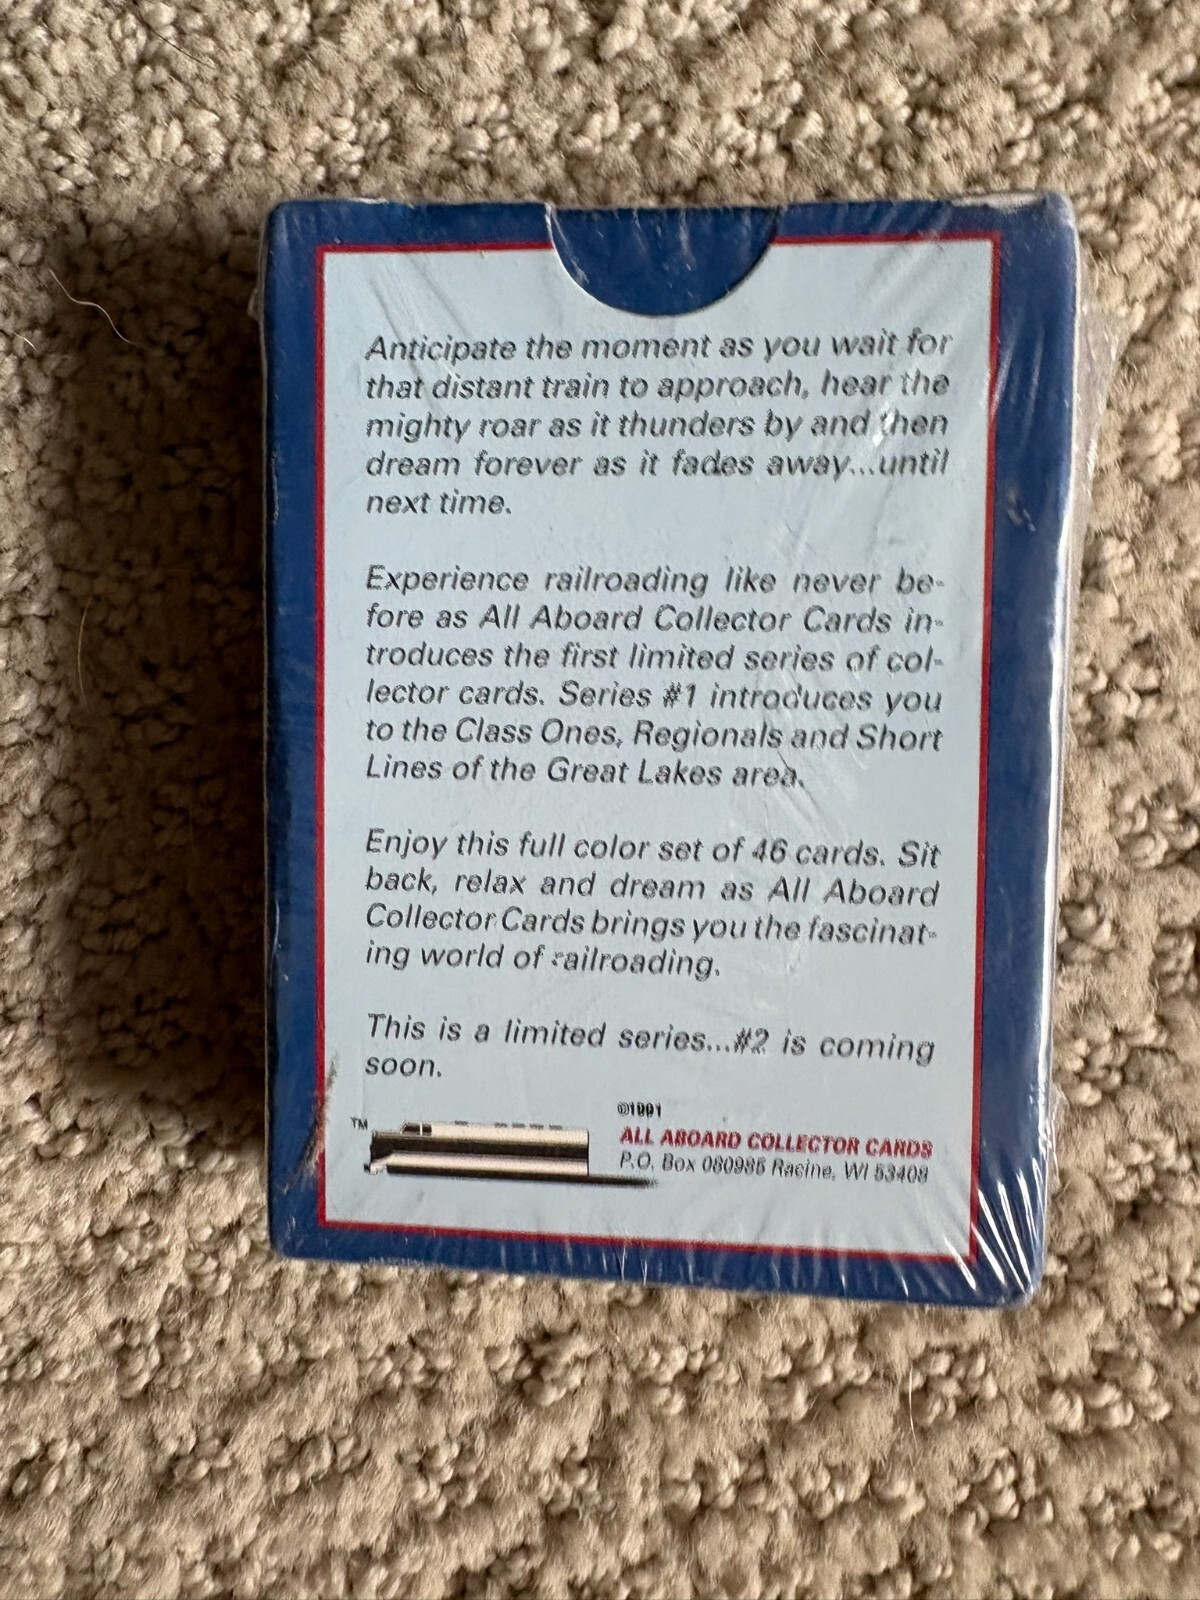 Anticipate the moment as you wait for
that distant train to approach, hear the
mighty roar as it thunders by and then
dream forever as it fades away...until
next time.
Experience railroading like never be-
fore as All Aboard Collector Cards in-
troduces the first limited series of col-
lector cards. Series #1 introduces you
to the Class Ones, Regionals and Short
Lines of the Great Lakes area.
Enjoy this full color set of 46 cards. Sit
back, relax and dream as All Aboard
Collector Cards brings you the fascinat-
ing world of railroading.
This is a limited series...#2 is coming
soon.
TM
©1991
ALL ABOARD COLLECTOR CARDS
P.O. Box 080985 Racine, WI 53408